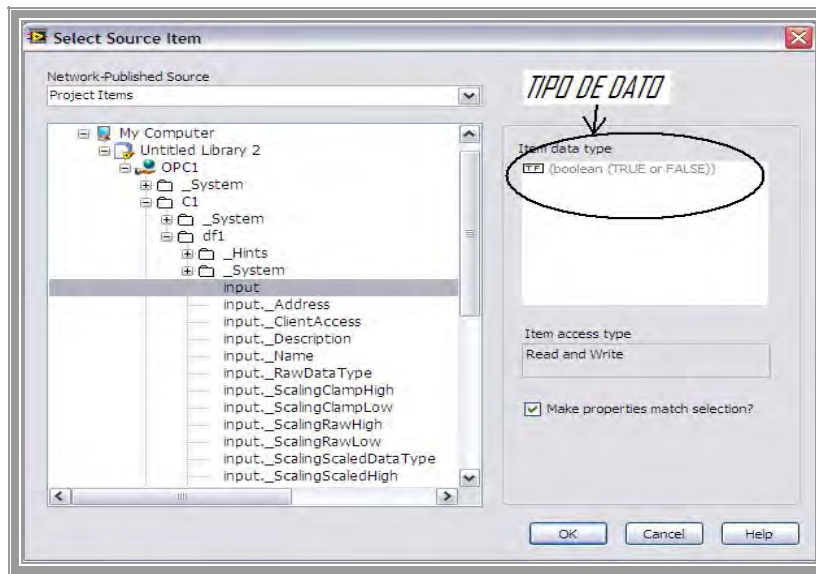 Select Source Item
Network-Published Source
Project Items
TIPO DE DATO
My Computer
Untitled Library 2
OPC1
_System
C1
_System
df1
_Hints
_System
input
input._Address
input._ClientAccess
input._Description
input._Name
input._RawDataType
input._ScalingClampHigh
input._ScalingClampLow
input._ScalingRawHigh
input._ScalingRawLow
input._ScalingScaledDataType
input._ScalingScaledHigh
Item data type
TF (boolean (TRUE or FALSE))
Item access type
Read and Write
Make properties match selection?
OK
Cancel
Help